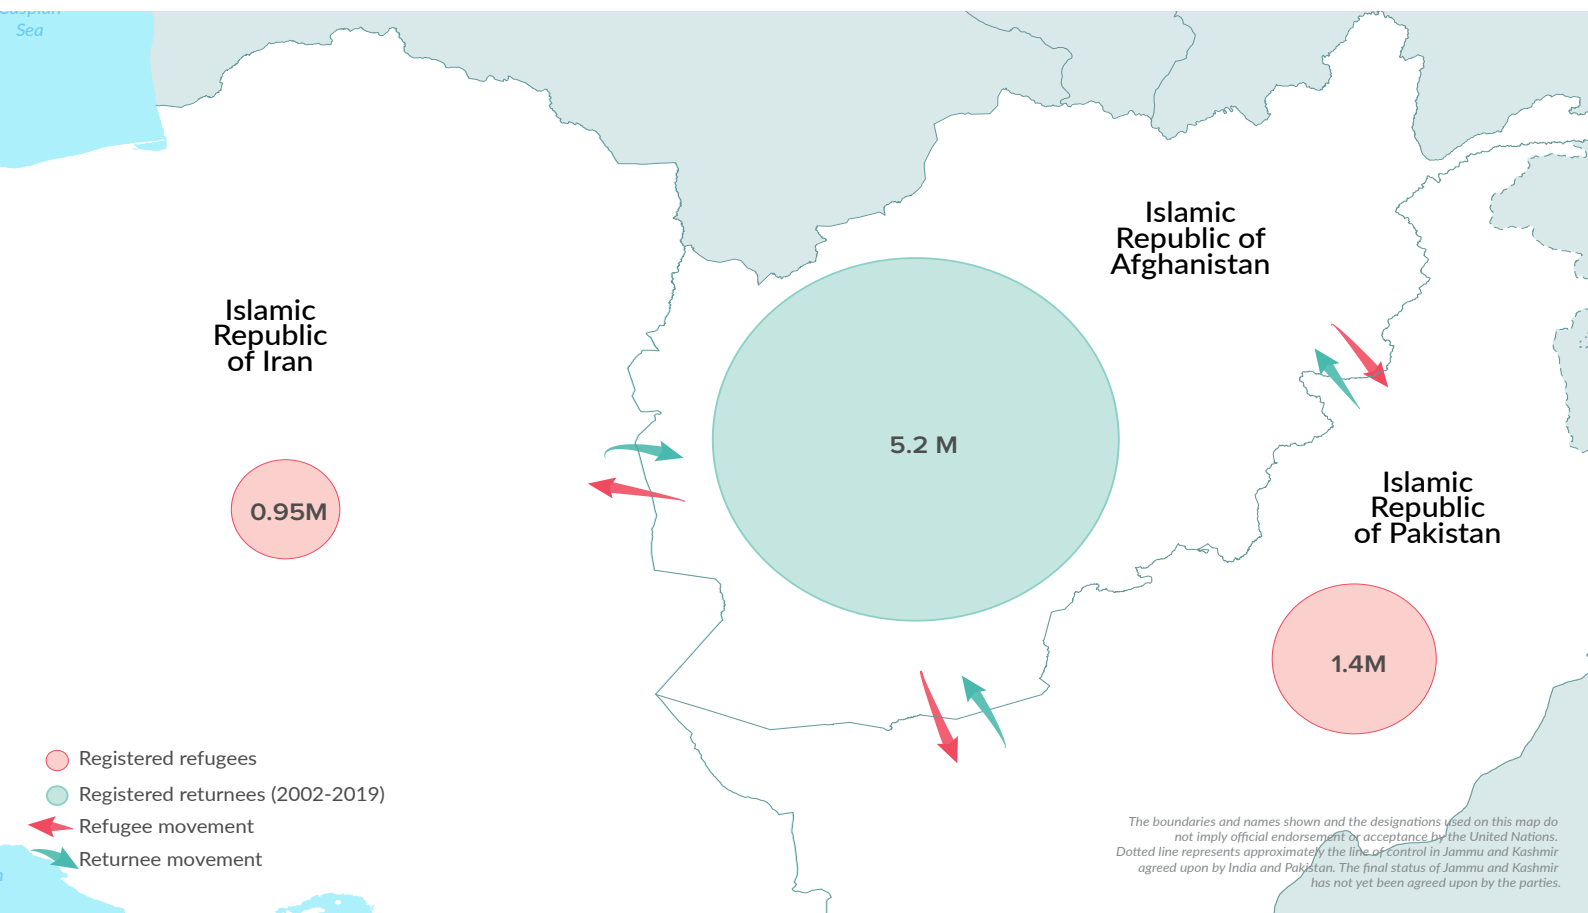 Caspian
Sea
Islamic
Republic of
Afghanistan
Islamic
Republic
of Iran
5.2 M
0.95M
Islamic
Republic
of Pakistan
1.4M
Registered refugees
Registered returnees (2002-2019)
Refugee movement
Returnee movement
The boundaries and names shown and the designations used on this map do
not imply official endorsement or acceptance by the United Nations.
Dotted line represents approximately the line of control in Jammu and Kashmir
agreed upon by India and Pakistan. The final status of Jammu and Kashmir
has not yet been agreed upon by the parties.